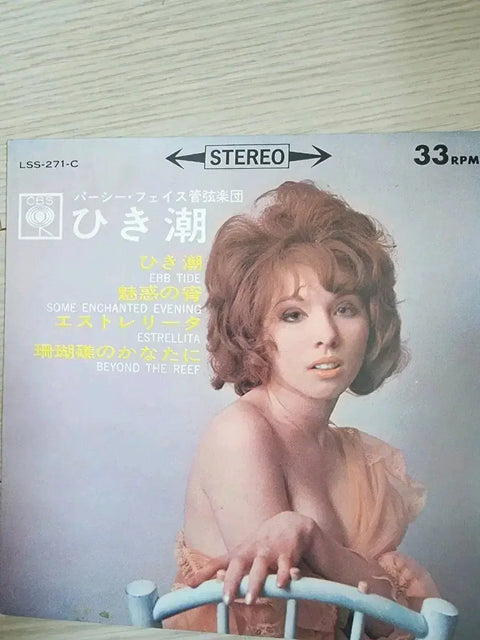 LSS-271-C
STEREO
33RPM
CBS
パーシー・フェイス管弦楽団
ひき潮
ひき潮
EBB TIDE
魅惑の宵
SOME ENCHANTED EVENING
エストレリータ
ESTRELLITA
珊瑚礁のかなたに
BEYOND THE REEF